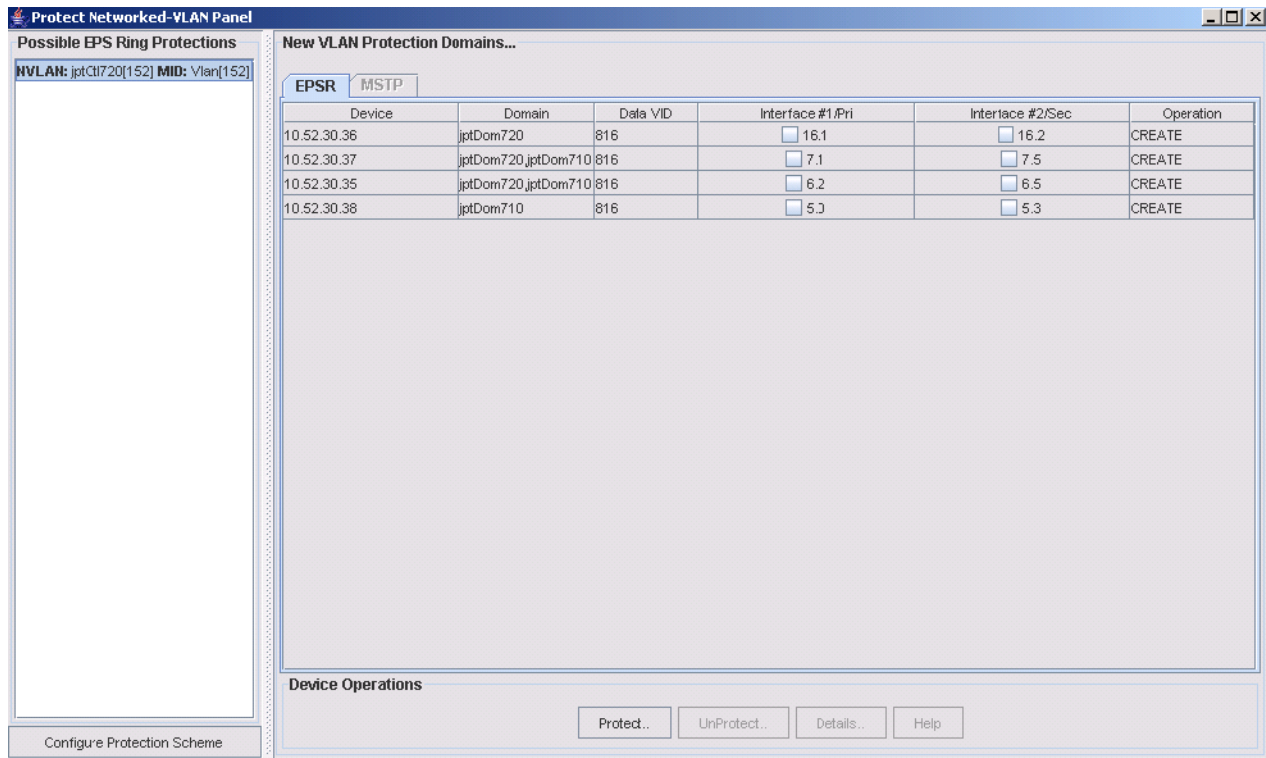 Protect Networked-VLAN Panel
Possible EPS Ring Protections
NVLAN: jptCtl720[152] MID: Vlan[152]
Configure Protection Scheme
New VLAN Protection Domains...
EPSR MSTP
Device Domain Data VID Interface #1/Pri Interface #2/Sec Operation
10.52.30.36 jptDom720 816 16.1 16.2 CREATE
10.52.30.37 jptDom720,jptDom710 816 7.1 7.5 CREATE
10.52.30.35 jptDom720,jptDom710 816 6.2 6.5 CREATE
10.52.30.38 jptDom710 816 5.3 CREATE
Device Operations
Protect.. UnProtect.. Details.. Help